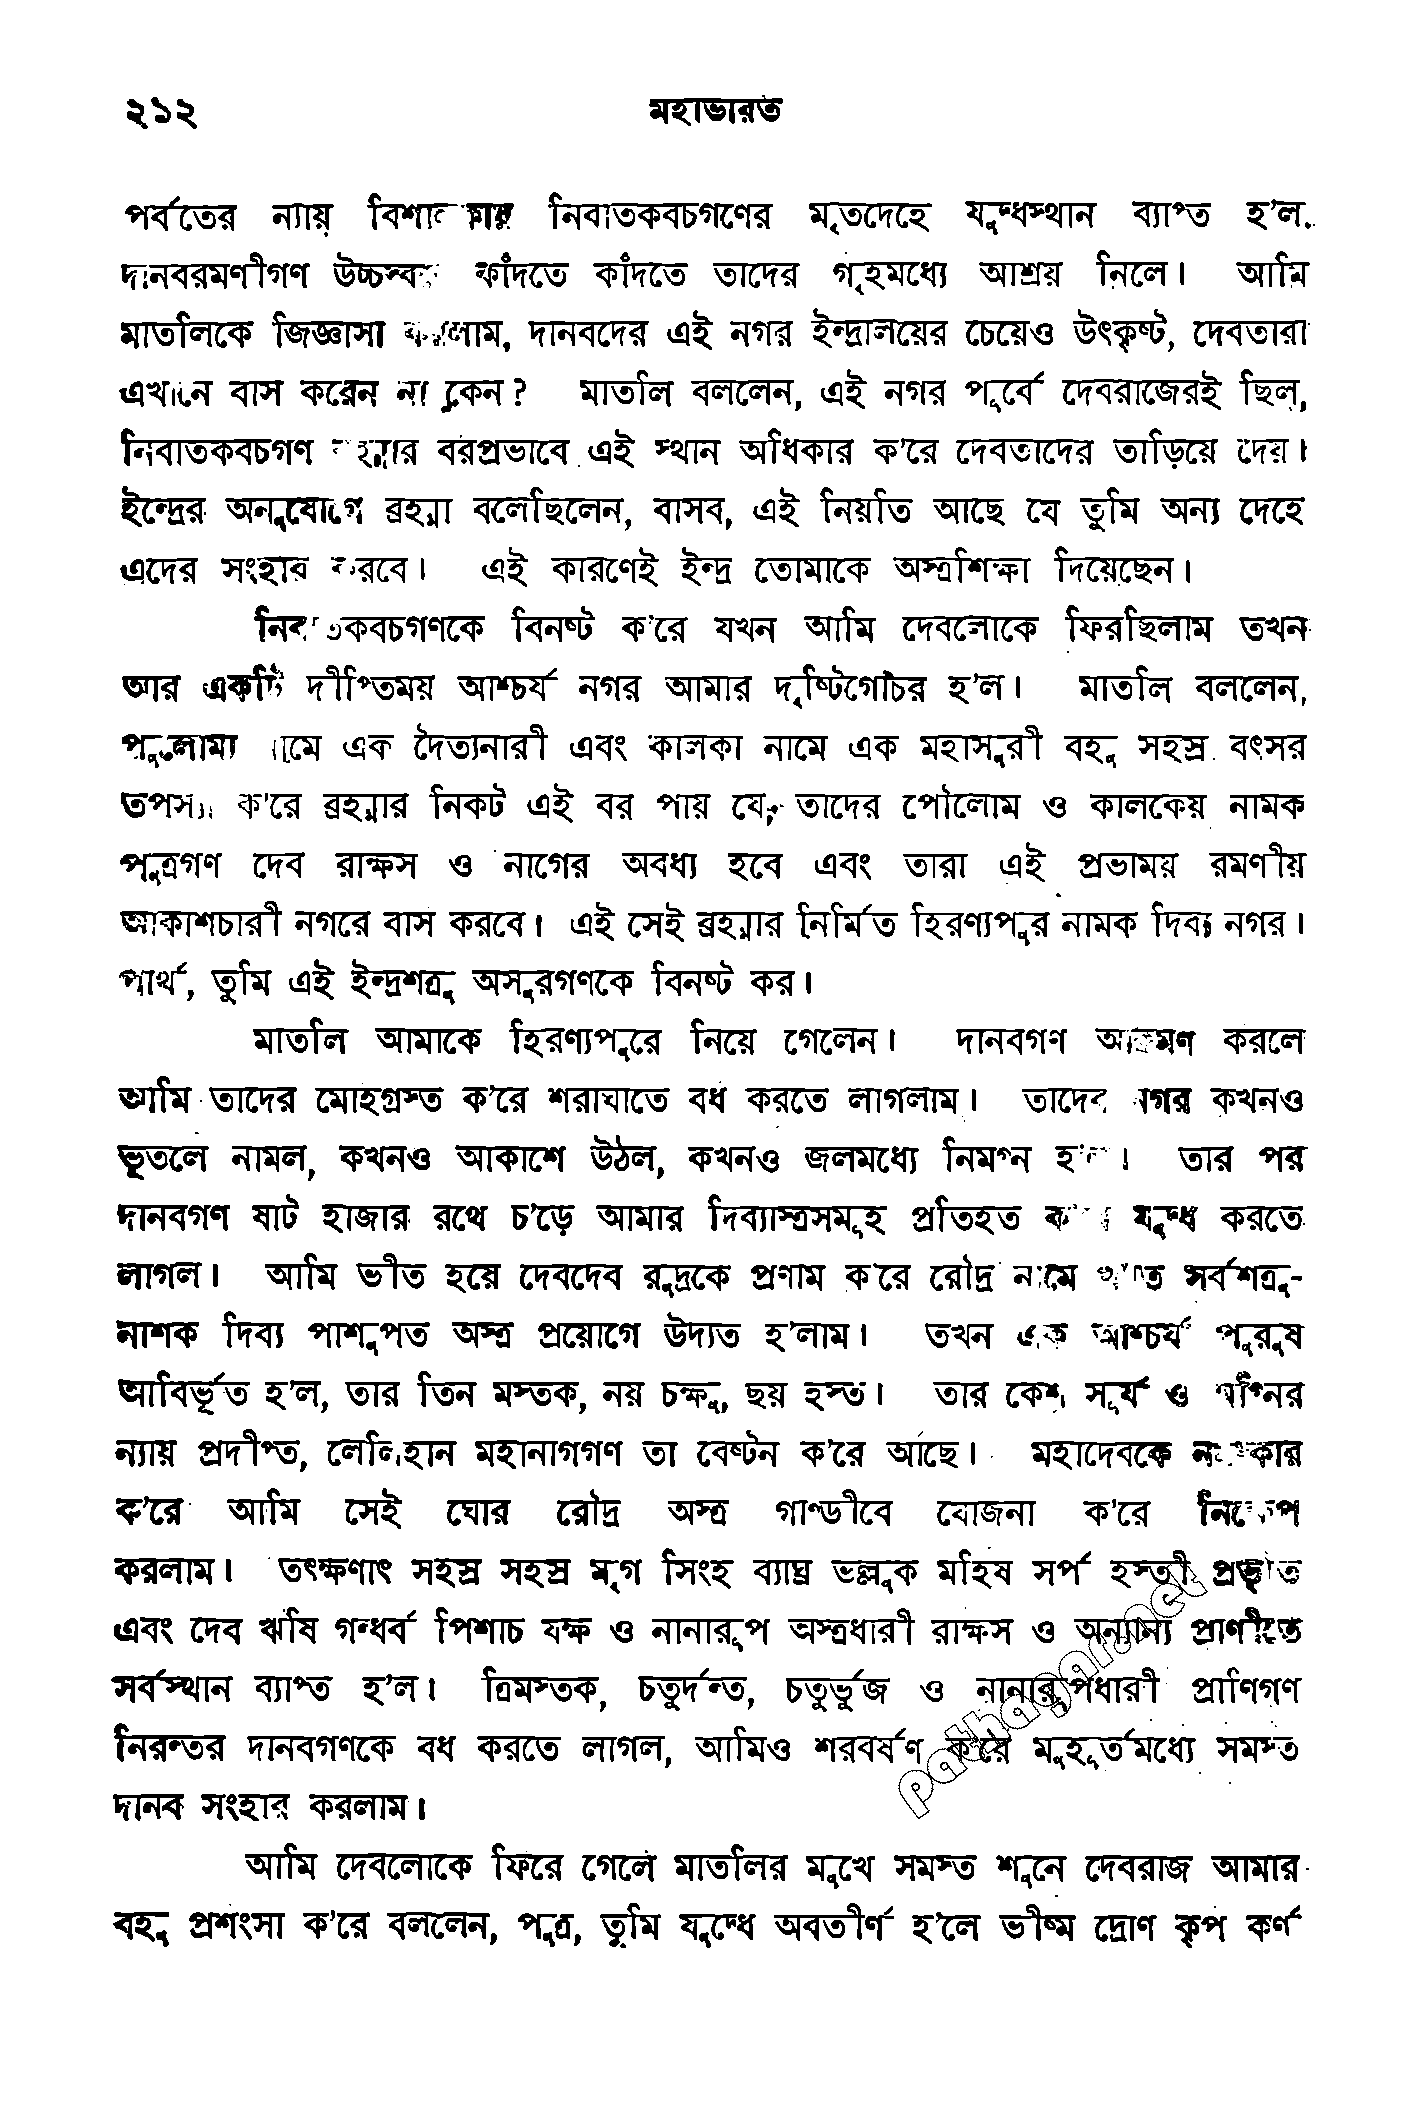 ২১২ মহাভারত
পর্বতের ন্যায় বিশালকায় নিবাতকবচগণের মৃতদেহে যুদ্ধস্থান ব্যাপ্ত হ'ল.
দানবরমণীগণ উচ্চস্বরে কাঁদতে কাঁদতে তাদের গৃহমধ্যে আশ্রয় নিলে। আমি
মাতলিকে জিজ্ঞাসা করলাম, দানবদের এই নগর ইন্দ্রালয়ের চেয়েও উৎকৃষ্ট, দেবতারা
এখানে বাস করেন না কেন? মাতলি বললেন, এই নগর পূর্বে দেবরাজেরই ছিল,
নিবাতকবচগণ ব্রহ্মার বরপ্রভাবে এই স্থান অধিকার ক'রে দেবতাদের তাড়িয়ে দেয়।
ইন্দ্রের অনুযোগে ব্রহ্মা বলেছিলেন, বাসব, এই নিয়তি আছে যে তুমি অন্য দেহে
এদের সংহার করবে। এই কারণেই ইন্দ্র তোমাকে অস্ত্রশিক্ষা দিয়েছেন।
নিবাতকবচগণকে বিনষ্ট ক'রে যখন আমি দেবলোকে ফিরছিলাম তখন
আর একটি দীপ্তিময় আশ্চর্য নগর আমার দৃষ্টিগোচর হ'ল। মাতলি বললেন,
পুলোমা নামে এক দৈত্যনারী এবং কালকা নামে এক মহাসুরী বহু সহস্র বৎসর
তপস্যা ক'রে ব্রহ্মার নিকট এই বর পায় যে, তাদের পৌলোম ও কালকেয় নামক
পুত্রগণ দেব রাক্ষস ও নাগের অবধ্য হবে এবং তারা এই প্রভাময় রমণীয়
আকাশচারী নগরে বাস করবে। এই সেই ব্রহ্মার নির্মিত হিরণ্যপুর নামক দিব্য নগর।
পার্থ, তুমি এই ইন্দ্রশত্রু অসুরগণকে বিনষ্ট কর।
মাতলি আমাকে হিরণ্যপুরে নিয়ে গেলেন। দানবগণ আক্রমণ করলে
আমি তাদের মোহগ্রস্ত ক'রে শরাঘাতে বধ করতে লাগলাম। তাদের নগর কখনও
ভূতলে নামল, কখনও আকাশে উঠল, কখনও জলমধ্যে নিমগ্ন হ'ল। তার পর
দানবগণ ষাট হাজার রথে চ'ড়ে আমার দিব্যাস্ত্রসমূহ প্রতিহত ক'রে যুদ্ধ করতে
লাগল। আমি ভীত হয়ে দেবদেব রুদ্রকে প্রণাম ক'রে রৌদ্র নামে খ্যাত সর্বশত্রু-
নাশক দিব্য পাশুপত অস্ত্র প্রয়োগে উদ্যত হ'লাম। তখন এক আশ্চর্য পুরুষ
আবির্ভূত হ'ল, তার তিন মস্তক, নয় চক্ষু, ছয় হস্ত। তার কেশ সূর্য ও অগ্নির
ন্যায় প্রদীপ্ত, লেলিহান মহানাগগণ তা বেষ্টন ক'রে আছে। মহাদেবকে নমস্কার
ক'রে আমি সেই ঘোর রৌদ্র অস্ত্র গাণ্ডীবে যোজনা ক'রে নিক্ষেপ
করলাম। তৎক্ষণাৎ সহস্র সহস্র মৃগ সিংহ ব্যাঘ্র ভল্লুক মহিষ সর্প হস্তী প্রভৃতি
এবং দেব ঋষি গন্ধর্ব পিশাচ যক্ষ ও নানারূপ অস্ত্রধারী রাক্ষস ও অন্যান্য প্রাণীতে
সর্বস্থান ব্যাপ্ত হ'ল। ত্রিমস্তক, চতুর্দন্ত, চতুর্ভুজ ও নানারূপধারী প্রাণিগণ
নিরন্তর দানবগণকে বধ করতে লাগল, আমিও শরবর্ষণ ক'রে মুহূর্তমধ্যে সমস্ত
দানব সংহার করলাম।
আমি দেবলোকে ফিরে গেলে মাতলির মুখে সমস্ত শুনে দেবরাজ আমার
বহু প্রশংসা ক'রে বললেন, পুত্র, তুমি যুদ্ধে অবতীর্ণ হ'লে ভীষ্ম দ্রোণ কৃপ কর্ণ
pathagar.net